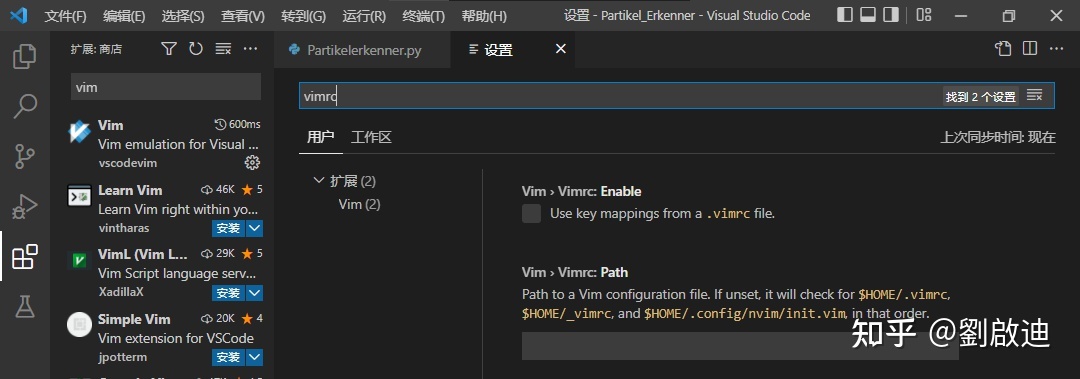 文件(F) 编辑(E) 选择(S) 查看(V) 转到(G) 运行(R) 终端(T) 帮助(H) 设置 - Partikel_Erkenner - Visual Studio Code
扩展: 商店
Partikelerkenner.py
设置
vim
vimrc
找到 2 个设置
Vim
600ms
Vim emulation for Visual ...
vscodevim
Learn Vim
46K
5
Learn Vim right within yo...
vintharas
安装
VimL (Vim L...
29K
5
Vim Script language serv...
XadillaX
安装
Simple Vim
20K
4
Vim extension for VSCode
jpotterm
安装
用户 工作区
上次同步时间: 现在
扩展 (2)
Vim (2)
Vim › Vimrc: Enable
Use key mappings from a .vimrc file.
Vim › Vimrc: Path
Path to a Vim configuration file. If unset, it will check for $HOME/.vimrc,
$HOME/_vimrc, and $HOME/.config/nvim/init.vim, in that order.
知乎 @劉啟迪